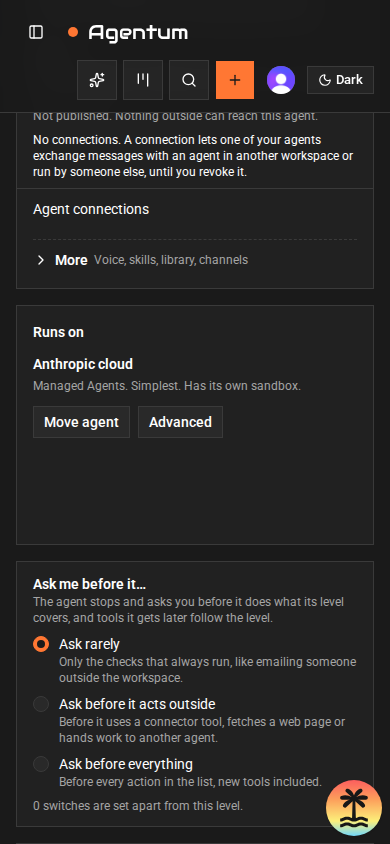 Agentum
Dark
Not published. Nothing outside can reach this agent.
No connections. A connection lets one of your agents
exchange messages with an agent in another workspace or
run by someone else, until you revoke it.
Agent connections
More Voice, skills, library, channels
Runs on
Anthropic cloud
Managed Agents. Simplest. Has its own sandbox.
Move agent Advanced
Ask me before it…
The agent stops and asks you before it does what its level
covers, and tools it gets later follow the level.
Ask rarely
Only the checks that always run, like emailing someone
outside the workspace.
Ask before it acts outside
Before it uses a connector tool, fetches a web page or
hands work to another agent.
Ask before everything
Before every action in the list, new tools included.
0 switches are set apart from this level.